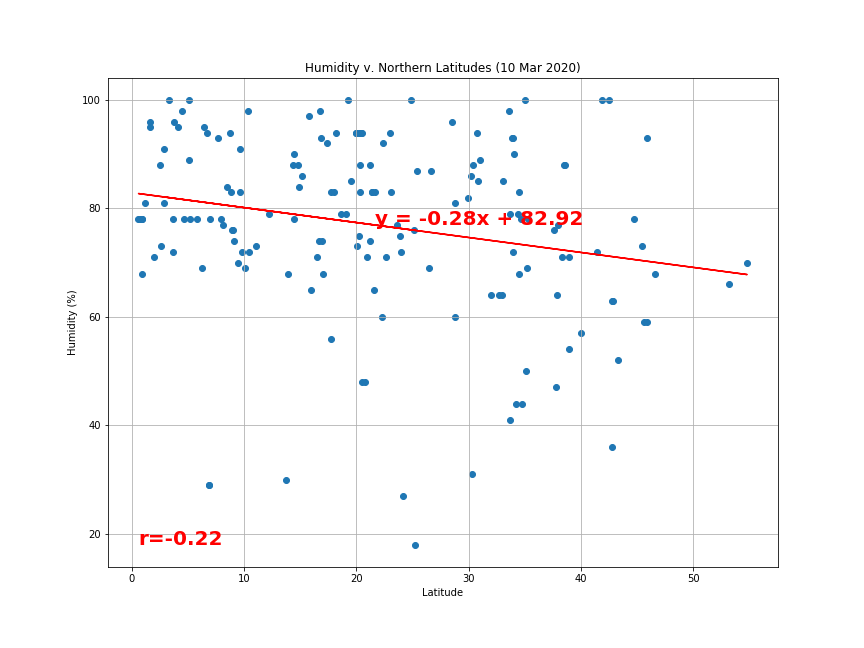 Humidity v. Northern Latitudes (10 Mar 2020)
100
80
60
40
20
Humidity (%)
y = -0.28x + 82.92
r=-0.22
0 10 20 30 40 50
Latitude